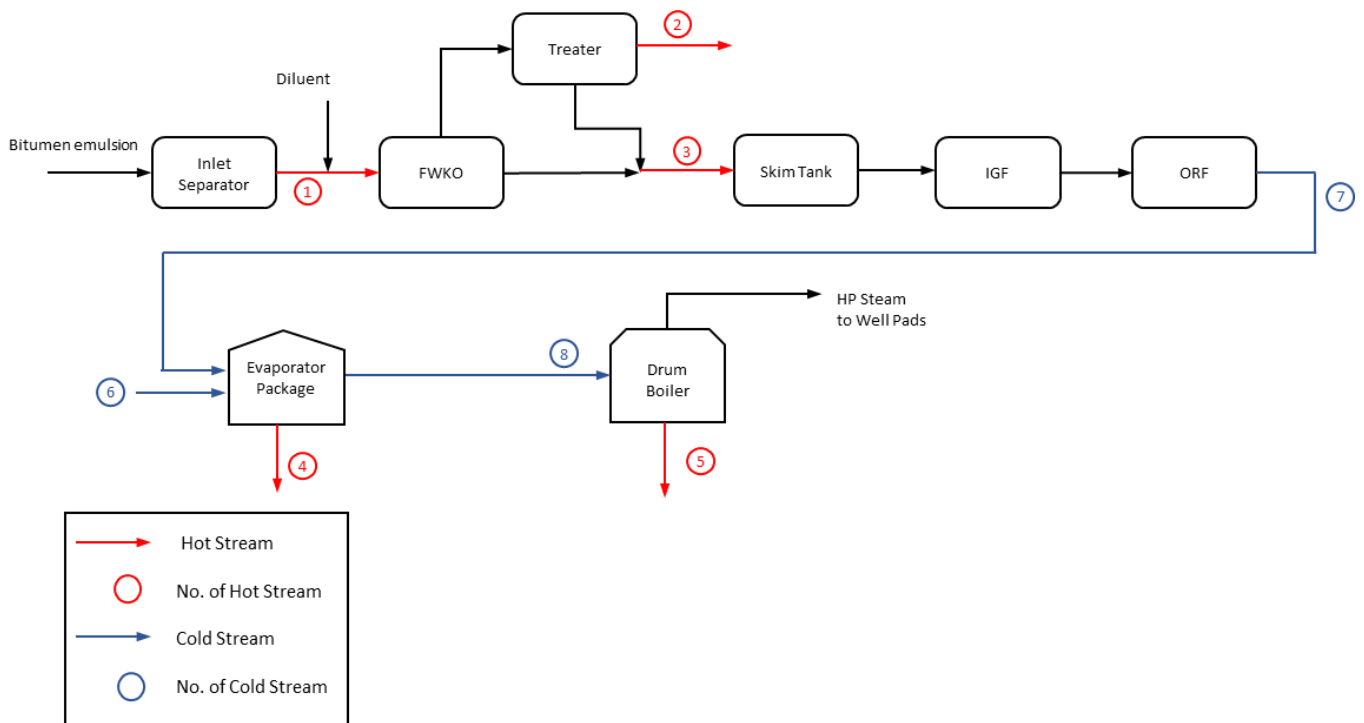 2
Treater
Diluent
Bitumen emulsion
Inlet
Separator
1
FWKO
3
Skim Tank
IGF
ORF
7
HP Steam
to Well Pads
8
Evaporator
Package
Drum
Boiler
6
4
5
Hot Stream
No. of Hot Stream
Cold Stream
No. of Cold Stream